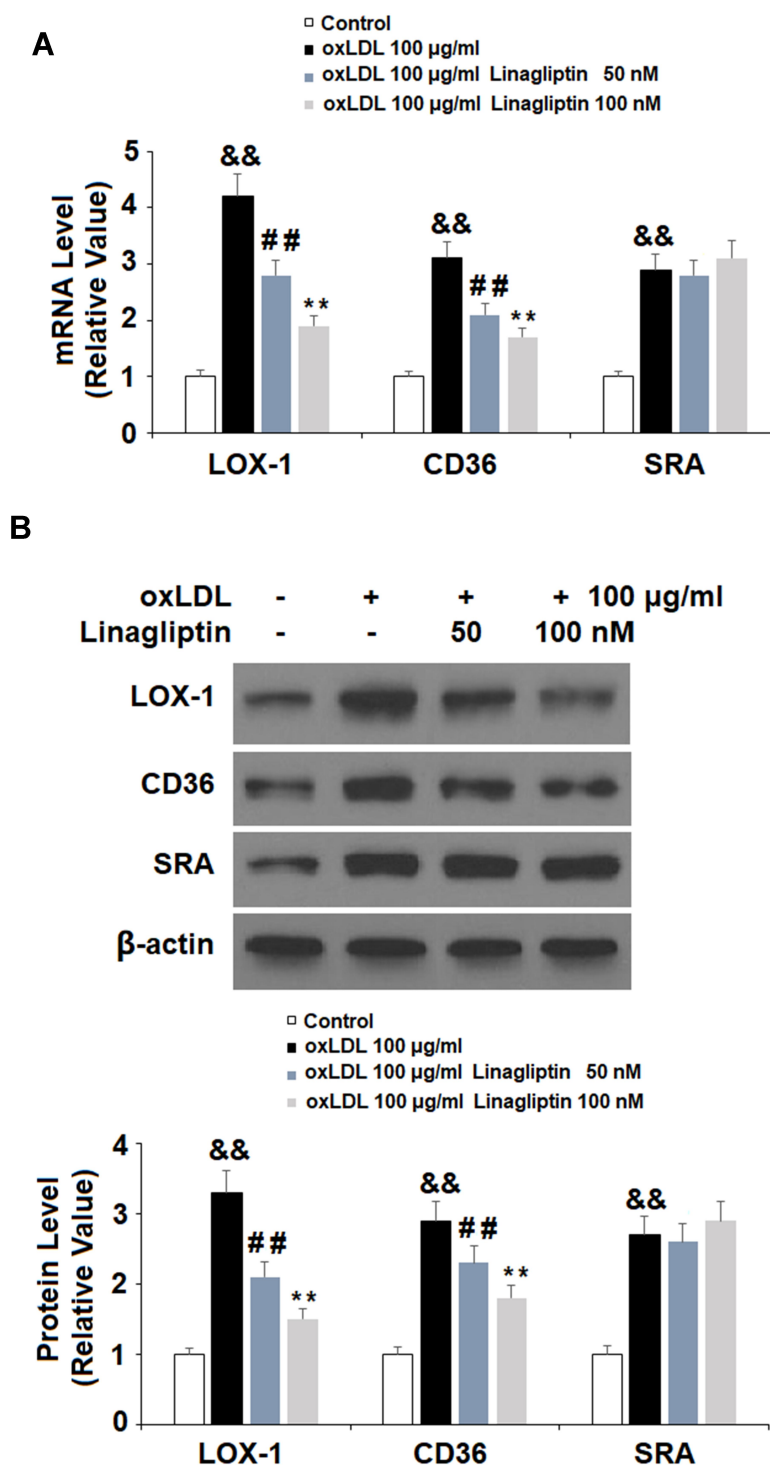 A
Control
oxLDL 100 µg/ml
oxLDL 100 µg/ml Linagliptin 50 nM
oxLDL 100 µg/ml Linagliptin 100 nM
mRNA Level
(Relative Value)
5
4
3
2
1
0
&&
##
**
&&
##
**
&&
LOX-1 CD36 SRA
B
oxLDL - + + + 100 µg/ml
Linagliptin - - 50 100 nM
LOX-1
CD36
SRA
β-actin
Control
oxLDL 100 µg/ml
oxLDL 100 µg/ml Linagliptin 50 nM
oxLDL 100 µg/ml Linagliptin 100 nM
Protein Level
(Relative Value)
4
3
2
1
0
&&
##
**
&&
##
**
&&
LOX-1 CD36 SRA